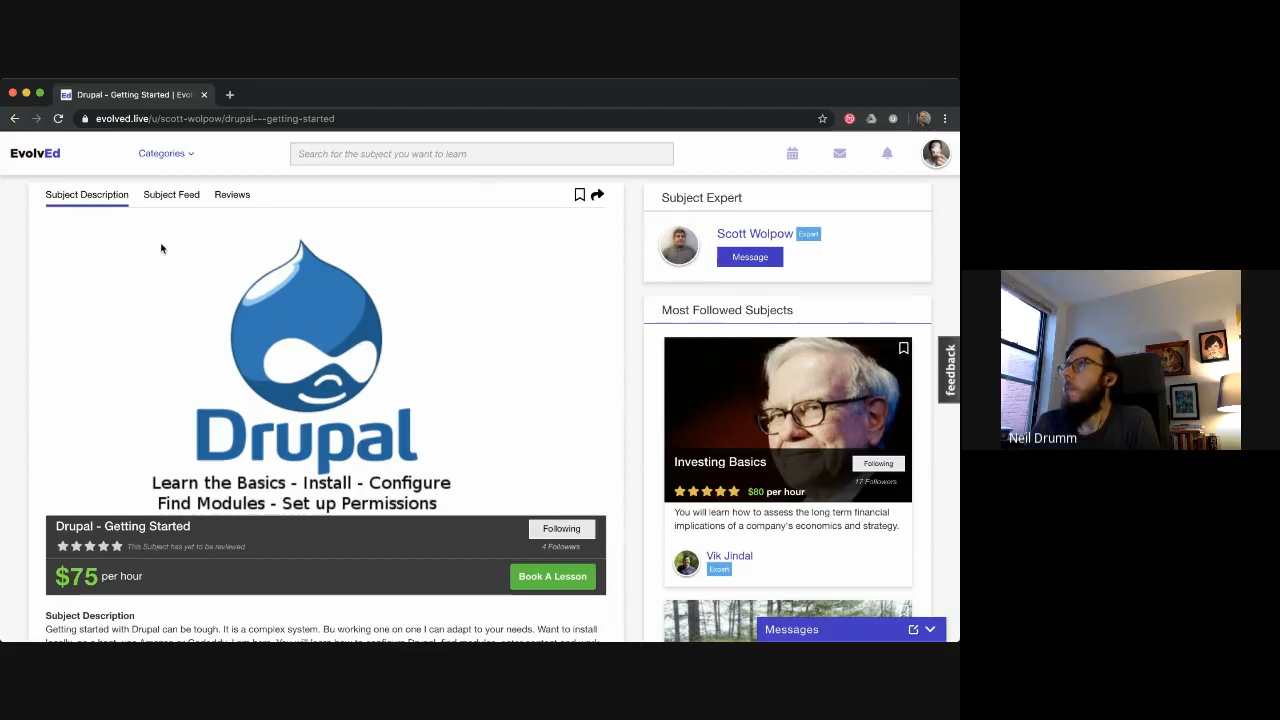 Drupal - Getting Started | Evol
evolved.live/u/scott-wolpow/drupal---getting-started
EvolvEd
Categories
Search for the subject you want to learn
Subject Description
Subject Feed
Reviews
Drupal
Learn the Basics - Install - Configure
Find Modules - Set up Permissions
Drupal - Getting Started
Following
This Subject has yet to be reviewed
4 Followers
$75 per hour
Book A Lesson
Subject Description
Getting started with Drupal can be tough. It is a complex system. Bu working one on one I can adapt to your needs. Want to install
Subject Expert
Scott Wolpow
Expert
Message
Most Followed Subjects
Investing Basics
Following
17 Followers
$80 per hour
You will learn how to assess the long term financial
implications of a company's economics and strategy.
Vik Jindal
Expert
feedback
Messages
Neil Drumm